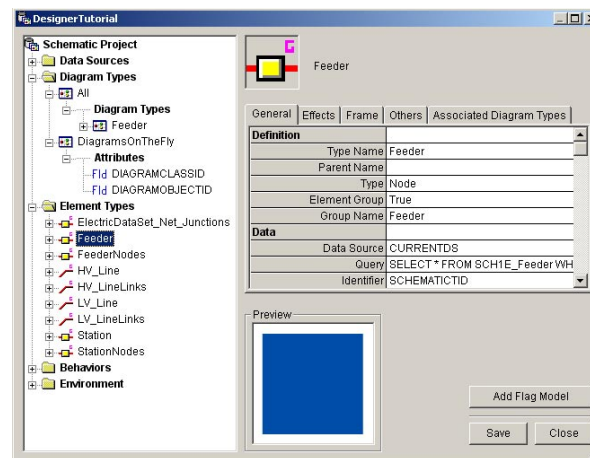 DesignerTutorial
Schematic Project
Data Sources
Diagram Types
All
Diagram Types
Feeder
DiagramsOnTheFly
Attributes
Fld DIAGRAMCLASSID
Fld DIAGRAMOBJECTID
Element Types
ElectricDataSet_Net_Junctions
Feeder
FeederNodes
HV_Line
HV_LineLinks
LV_Line
LV_LineLinks
Station
StationNodes
Behaviors
Environment
G
Feeder
General Effects Frame Others Associated Diagram Types
Definition
Type Name Feeder
Parent Name
Type Node
Element Group True
Group Name Feeder
Data
Data Source CURRENTDS
Query SELECT * FROM SCH1E_Feeder WH
Identifier SCHEMATICTID
Preview
Add Flag Model
Save Close